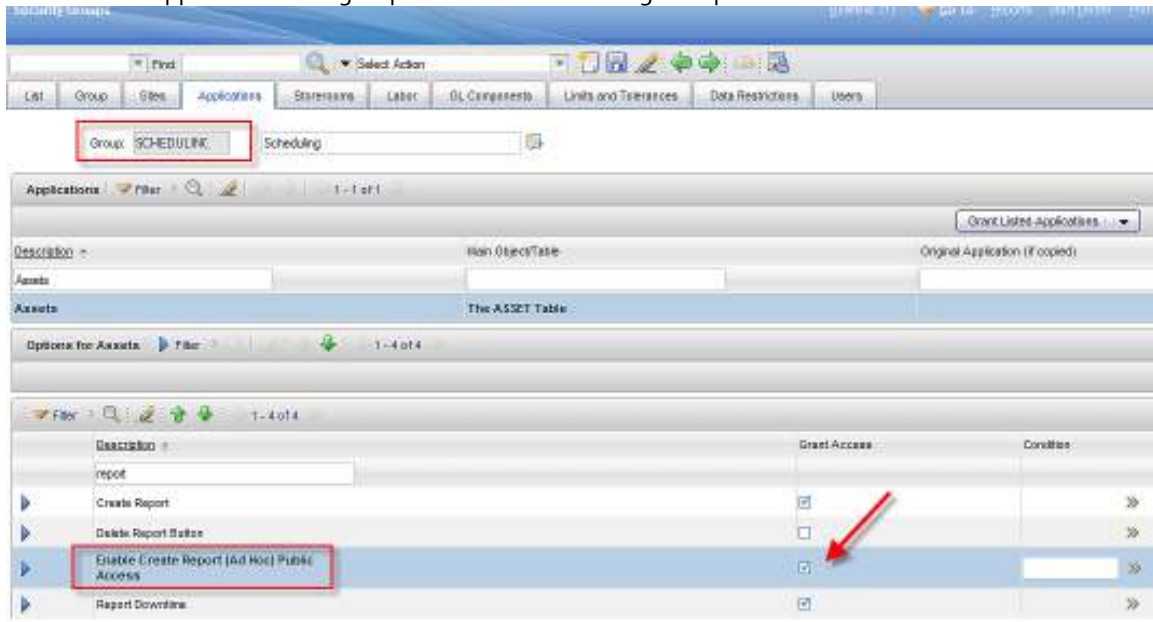 Security Groups
Find: Select Action
List Group Sites Applications Storerooms Labor GL Components Limits and Tolerances Data Restrictions Users
Group: SCHEDULING Scheduling
Applications Filter 1 - 1 of 1
Grant Listed Applications
Description Main Object/Table Original Application (if copied)
Assets
Assets The ASSET Table
Options for Assets Filter 1 - 4 of 4
Filter 1 - 4 of 4
Description Grant Access Condition
report
Create Report
Delete Report Button
Enable Create Report (Ad Hoc) Public
Access
Report Downtime